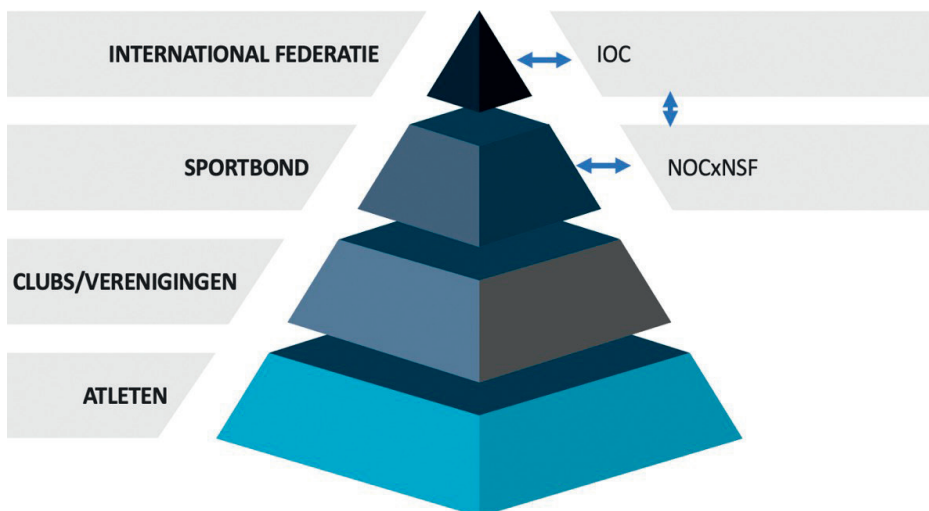 INTERNATIONAL FEDERATIE
IOC
SPORTBOND
NOCxNSF
CLUBS/VERENIGINGEN
ATLETEN